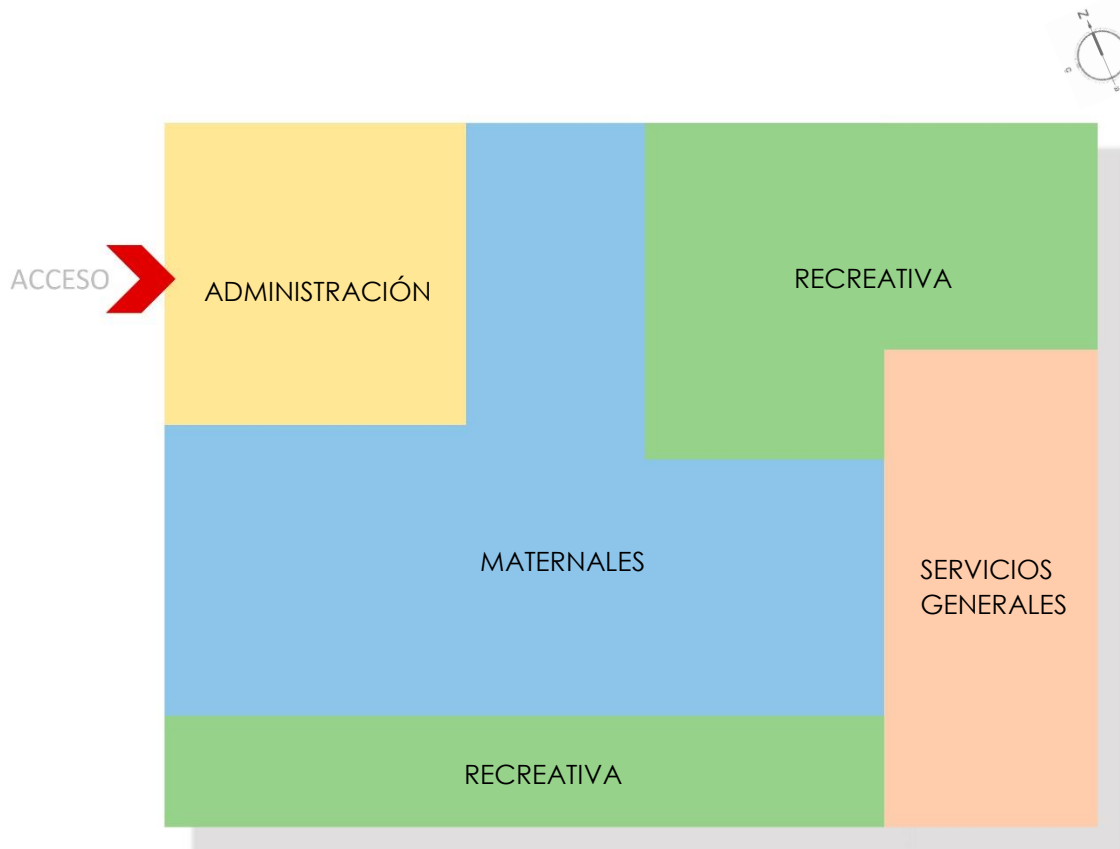 ACCESO
ADMINISTRACIÓN
RECREATIVA
MATERNALES
SERVICIOS
GENERALES
RECREATIVA